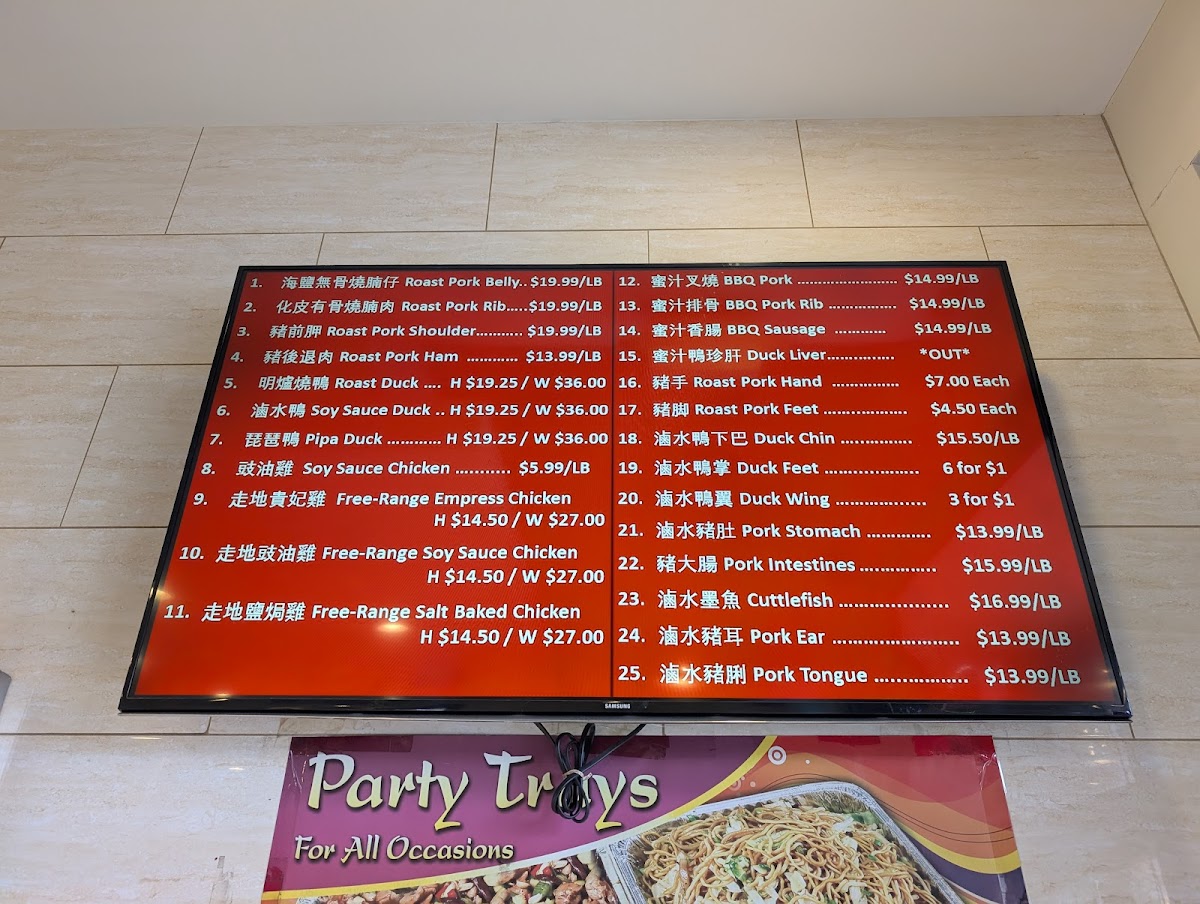 1. 海鹽無骨燒腩仔 Roast Pork Belly.. $19.99/LB
2. 化皮有骨燒腩肉 Roast Pork Rib…..$19.99/LB
3. 豬前胛 Roast Pork Shoulder……….. $19.99/LB
4. 豬後退肉 Roast Pork Ham ………… $13.99/LB
5. 明爐燒鴨 Roast Duck …. H $19.25 / W $36.00
6. 滷水鴨 Soy Sauce Duck .. H $19.25 / W $36.00
7. 琵琶鴨 Pipa Duck ………… H $19.25 / W $36.00
8. 豉油雞 Soy Sauce Chicken ……….. $5.99/LB
9. 走地貴妃雞 Free-Range Empress Chicken
H $14.50 / W $27.00
10. 走地豉油雞 Free-Range Soy Sauce Chicken
H $14.50 / W $27.00
11. 走地鹽焗雞 Free-Range Salt Baked Chicken
H $14.50 / W $27.00
12. 蜜汁叉燒 BBQ Pork …………………… $14.99/LB
13. 蜜汁排骨 BBQ Pork Rib ……………. $14.99/LB
14. 蜜汁香腸 BBQ Sausage ………… $14.99/LB
15. 蜜汁鴨珍肝 Duck Liver……………. *OUT*
16. 豬手 Roast Pork Hand ……………. $7.00 Each
17. 豬脚 Roast Pork Feet ……………….. $4.50 Each
18. 滷水鴨下巴 Duck Chin ……………. $15.50/LB
19. 滷水鴨掌 Duck Feet ………………… 6 for $1
20. 滷水鴨翼 Duck Wing ………………. 3 for $1
21. 滷水豬肚 Pork Stomach …………. $13.99/LB
22. 豬大腸 Pork Intestines …………… $15.99/LB
23. 滷水墨魚 Cuttlefish ………………… $16.99/LB
24. 滷水豬耳 Pork Ear …………………… $13.99/LB
25. 滷水豬脷 Pork Tongue ……………… $13.99/LB
SAMSUNG
Party Trays
For All Occasions